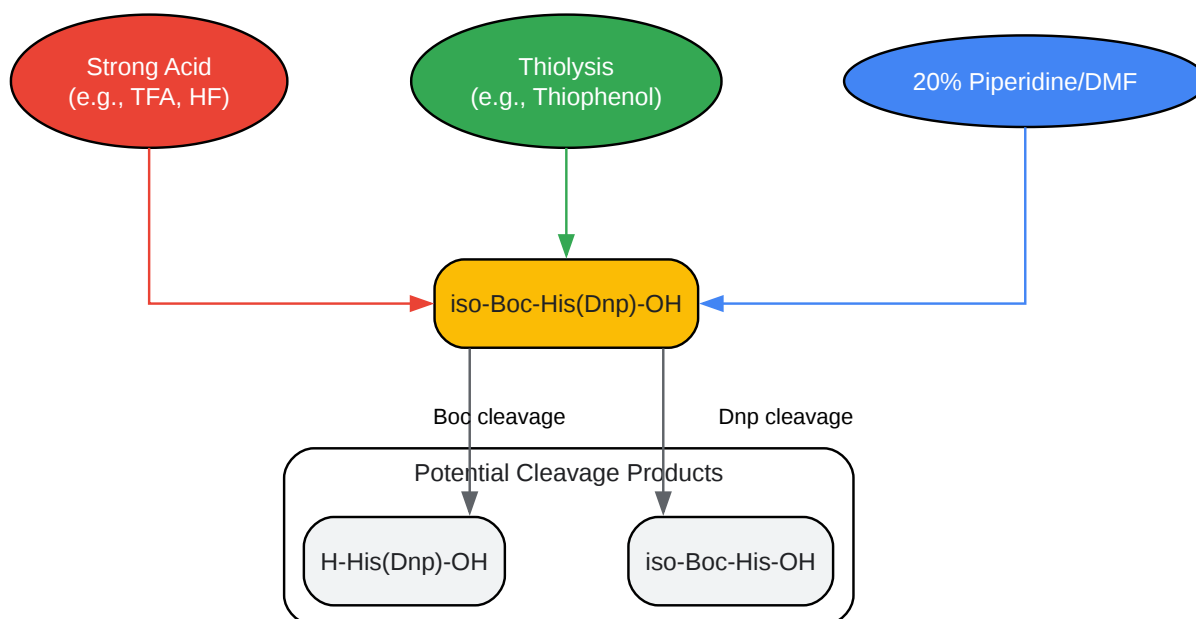 Strong Acid
(e.g., TFA, HF)
Thiolysis
(e.g., Thiophenol)
20% Piperidine/DMF
iso-Boc-His(Dnp)-OH
Boc cleavage
Dnp cleavage
Potential Cleavage Products
H-His(Dnp)-OH
iso-Boc-His-OH